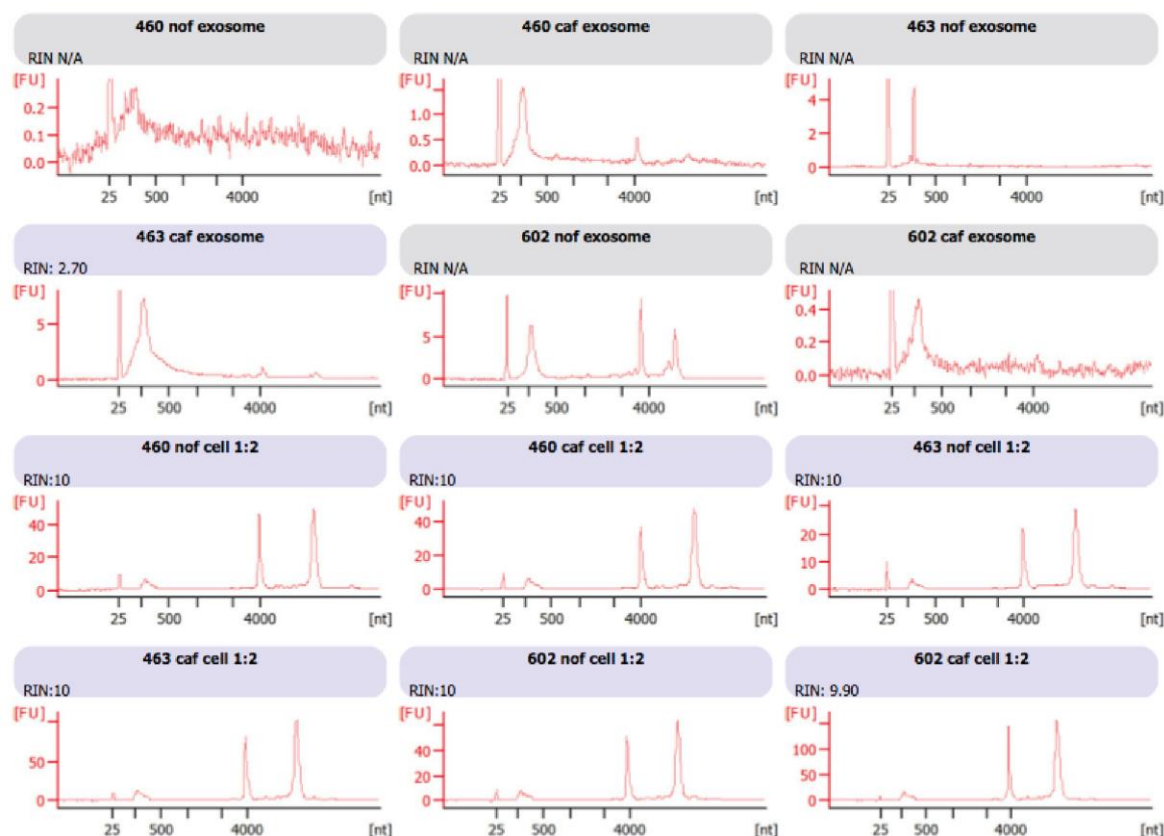 460 nof exosome
RIN N/A
[FU]
0.2
0.1
0.0
25 500 4000 [nt]
460 caf exosome
RIN N/A
[FU]
1.0
0.5
0.0
25 500 4000 [nt]
463 nof exosome
RIN N/A
[FU]
4
2
0
25 500 4000 [nt]
463 caf exosome
RIN: 2.70
[FU]
5
0
25 500 4000 [nt]
602 nof exosome
RIN N/A
[FU]
5
0
25 500 4000 [nt]
602 caf exosome
RIN N/A
[FU]
0.4
0.2
0.0
25 500 4000 [nt]
460 nof cell 1:2
RIN:10
[FU]
40
20
0
25 500 4000 [nt]
460 caf cell 1:2
RIN:10
[FU]
40
20
0
25 500 4000 [nt]
463 nof cell 1:2
RIN:10
[FU]
20
10
0
25 500 4000 [nt]
463 caf cell 1:2
RIN:10
[FU]
50
0
25 500 4000 [nt]
602 nof cell 1:2
RIN:10
[FU]
40
20
0
25 500 4000 [nt]
602 caf cell 1:2
RIN: 9.90
[FU]
100
50
0
25 500 4000 [nt]